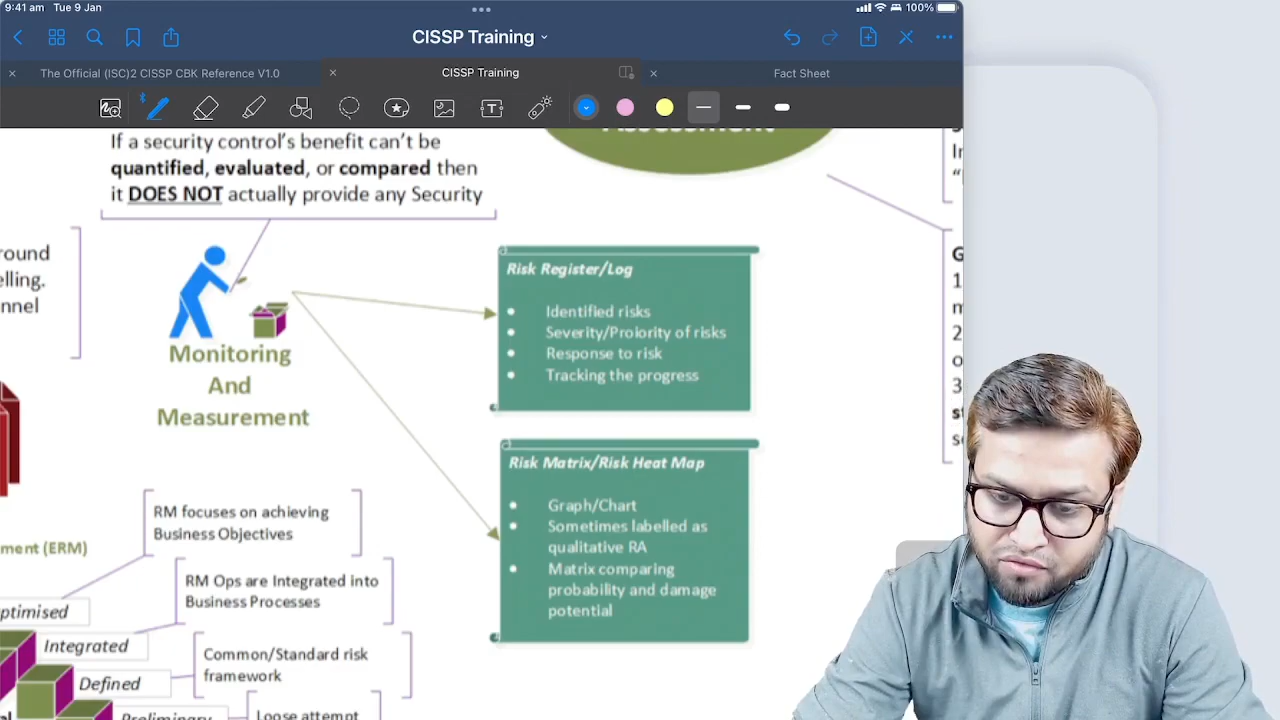 9:41 am Tue 9 Jan
100%
CISSP Training
The Official (ISC)2 CISSP CBK Reference V1.0
CISSP Training
Fact Sheet
If a security control's benefit can't be
quantified, evaluated, or compared then
it DOES NOT actually provide any Security
round
elling.
nnel
Monitoring
And
Measurement
Risk Register/Log
• Identified risks
• Severity/Proiority of risks
• Response to risk
• Tracking the progress
Risk Matrix/Risk Heat Map
• Graph/Chart
• Sometimes labelled as
qualitative RA
• Matrix comparing
probability and damage
potential
G
1
m
2
o
3
RM focuses on achieving
Business Objectives
ment (ERM)
RM Ops are Integrated into
Business Processes
ptimised
Integrated
Common/Standard risk
framework
Defined
Preliminary
Loose attempt